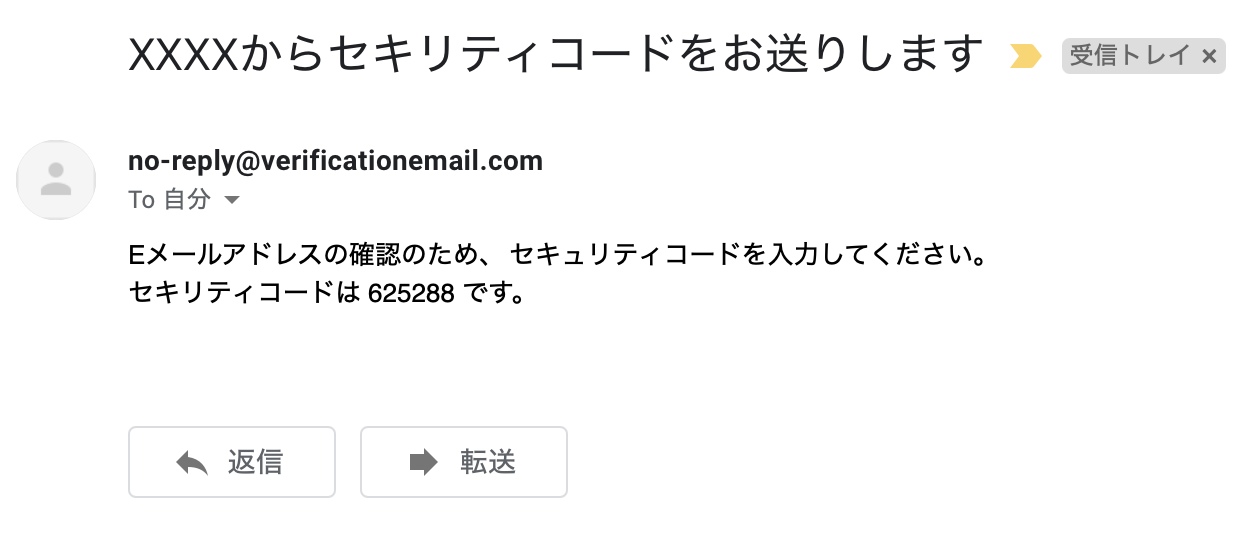 XXXXからセキリティコードをお送りします
受信トレイ ×
no-reply@verificationemail.com
To 自分
Eメールアドレスの確認のため、 セキュリティコードを入力してください。
セキリティコードは 625288 です。
返信
転送